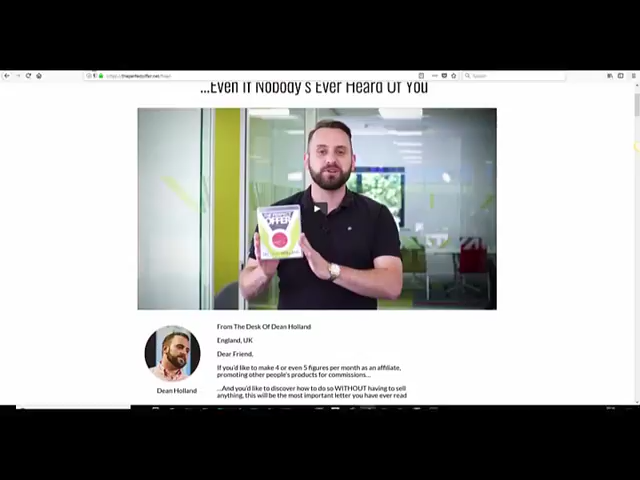 ...Even If Nobody's Ever Heard Of You
OFFER
From The Desk Of Dean Holland
England, UK
Dear Friend,
If you'd like to make 4 or even 5 figures per month as an affiliate,
promoting other people's products for commissions...
...And you'd like to discover how to do so WITHOUT having to sell
anything, this will be the most important letter you have ever read
Dean Holland